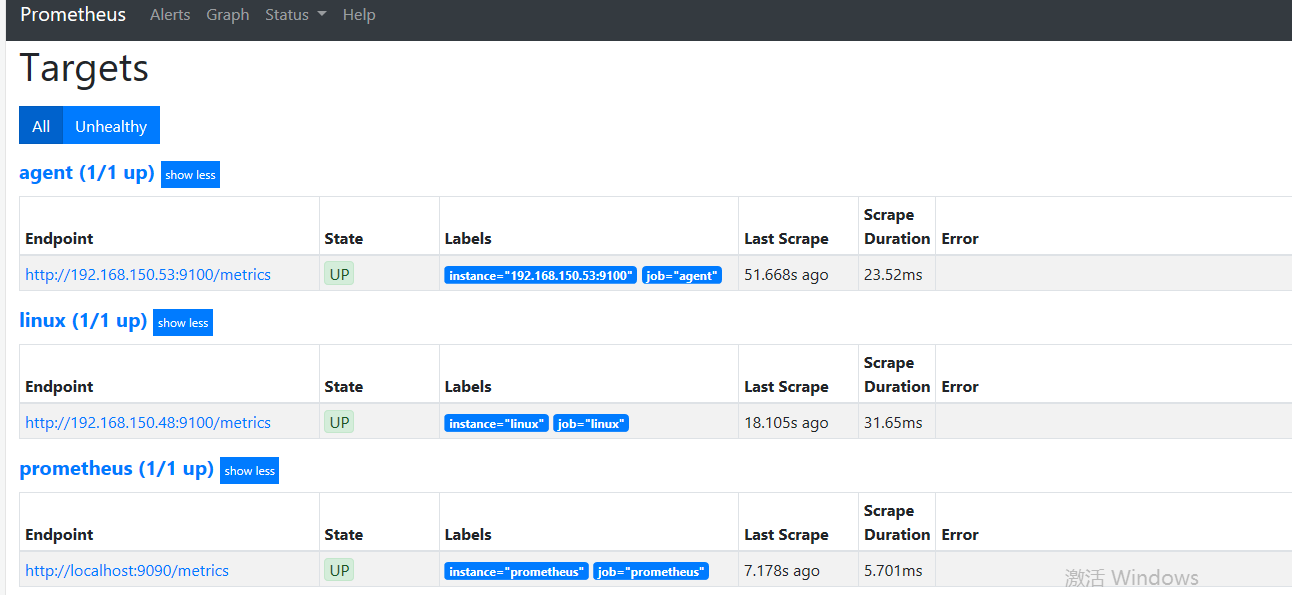 Prometheus Alerts Graph Status Help
Targets
All Unhealthy
agent (1/1 up) show less
Endpoint State Labels Last Scrape Scrape Duration Error
http://192.168.150.53:9100/metrics UP instance="192.168.150.53:9100" job="agent" 51.668s ago 23.52ms
linux (1/1 up) show less
Endpoint State Labels Last Scrape Scrape Duration Error
http://192.168.150.48:9100/metrics UP instance="linux" job="linux" 18.105s ago 31.65ms
prometheus (1/1 up) show less
Endpoint State Labels Last Scrape Scrape Duration Error
http://localhost:9090/metrics UP instance="prometheus" job="prometheus" 7.178s ago 5.701ms
激活 Windows